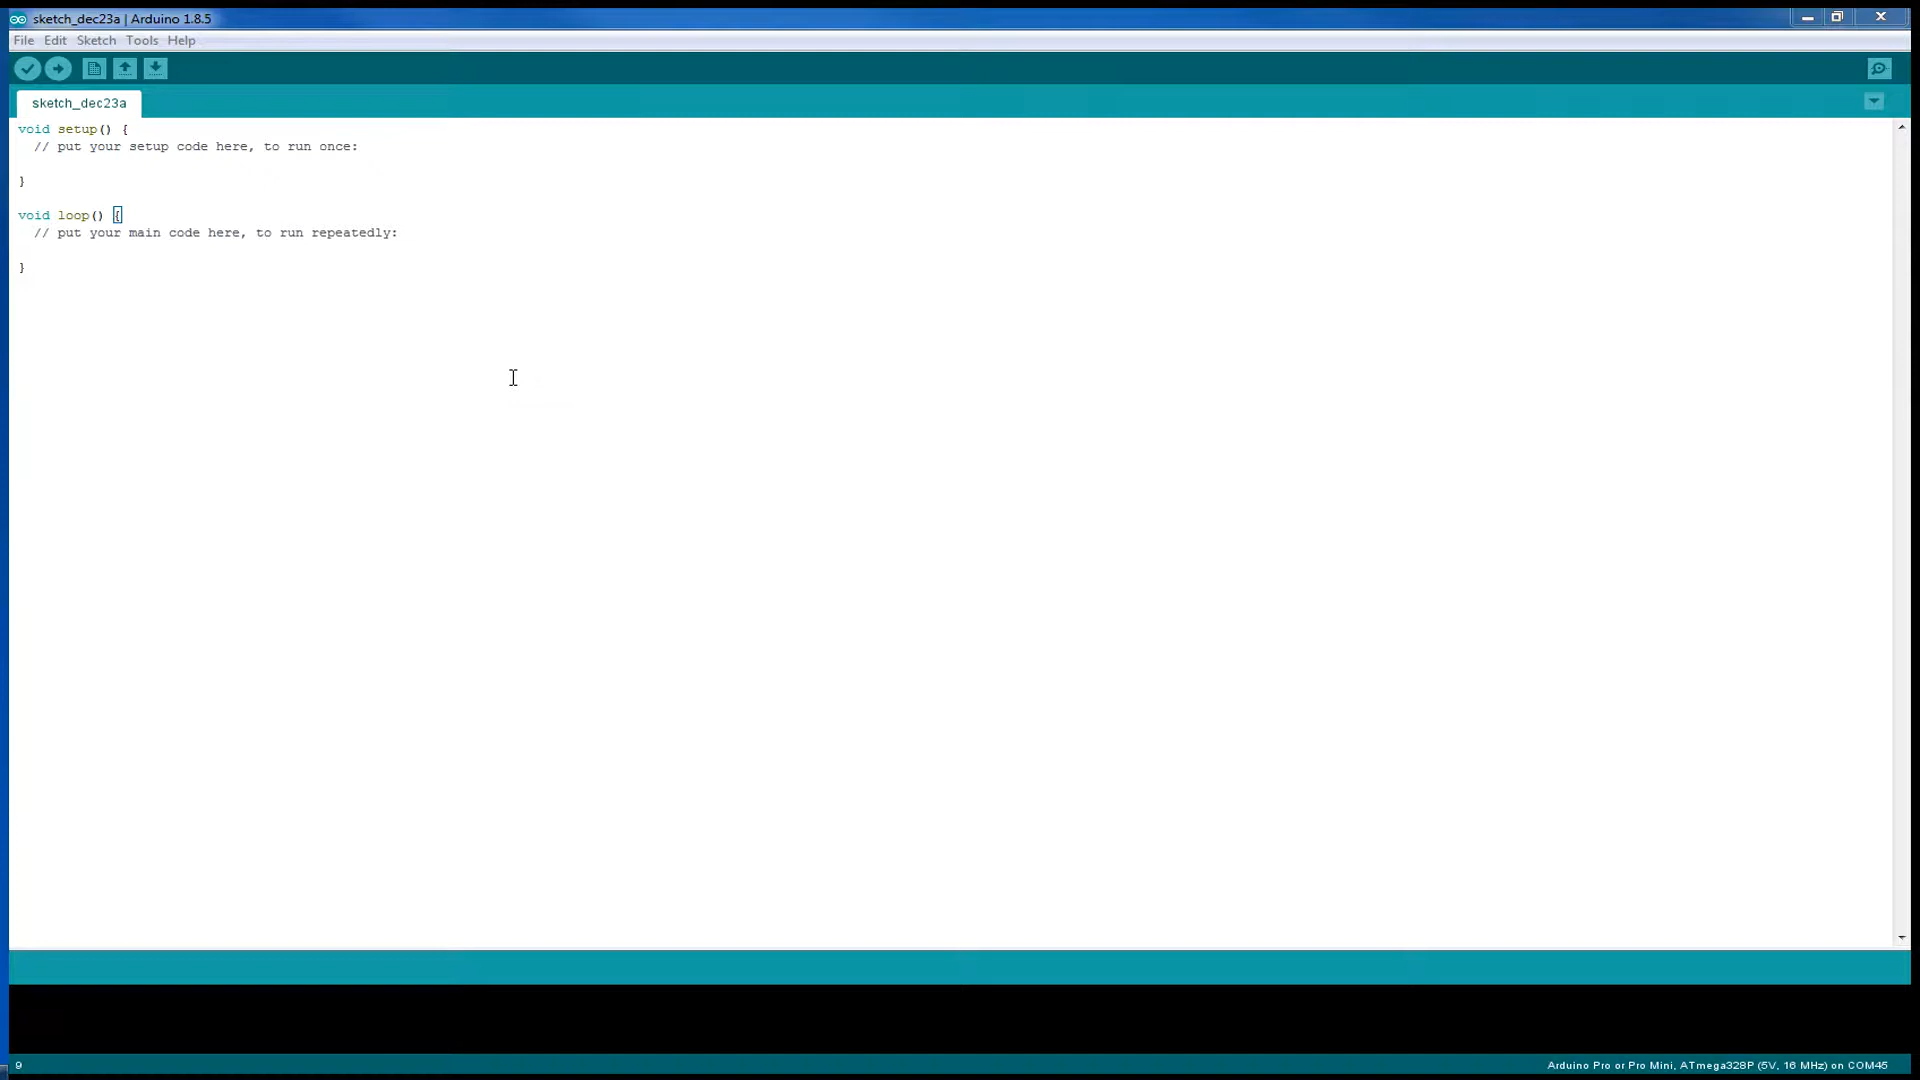 sketch_dec23a | Arduino 1.8.5
File Edit Sketch Tools Help
sketch_dec23a
void setup() {
  // put your setup code here, to run once:
}
void loop() {
  // put your main code here, to run repeatedly:
}
9
Arduino Pro or Pro Mini, ATmega328P (5V, 16 MHz) on COM45